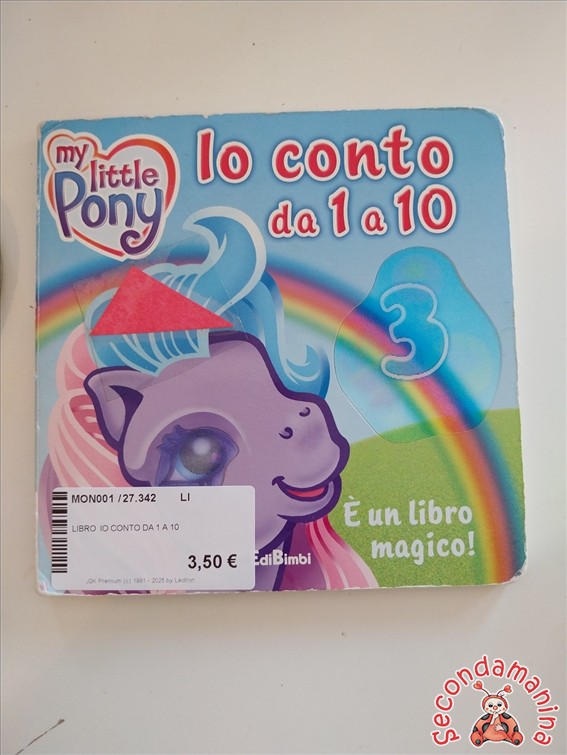 my
little
Pony
Io conto
da 1 a 10
3
È un libro
magico!
MON001 / 27.342 LI
LIBRO IO CONTO DA 1 A 10
3,50 €
EdiBimbi
Secondamanina